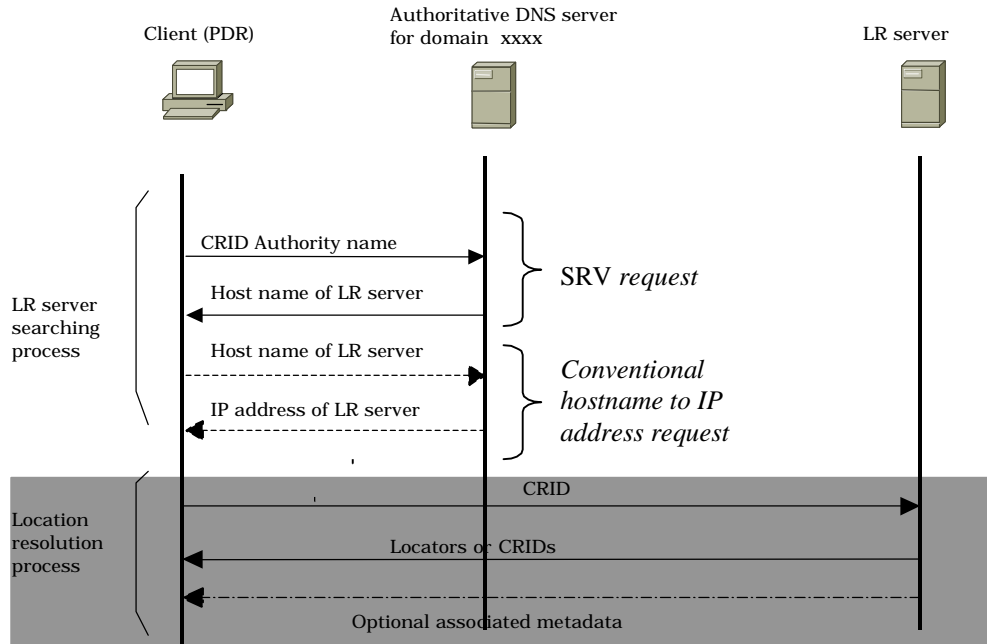 Client (PDR)
Authoritative DNS server
for domain xxxx
LR server
CRID Authority name
SRV request
Host name of LR server
LR server
searching
process
Host name of LR server
Conventional
hostname to IP
address request
IP address of LR server
CRID
Location
resolution
process
Locators or CRIDs
Optional associated metadata